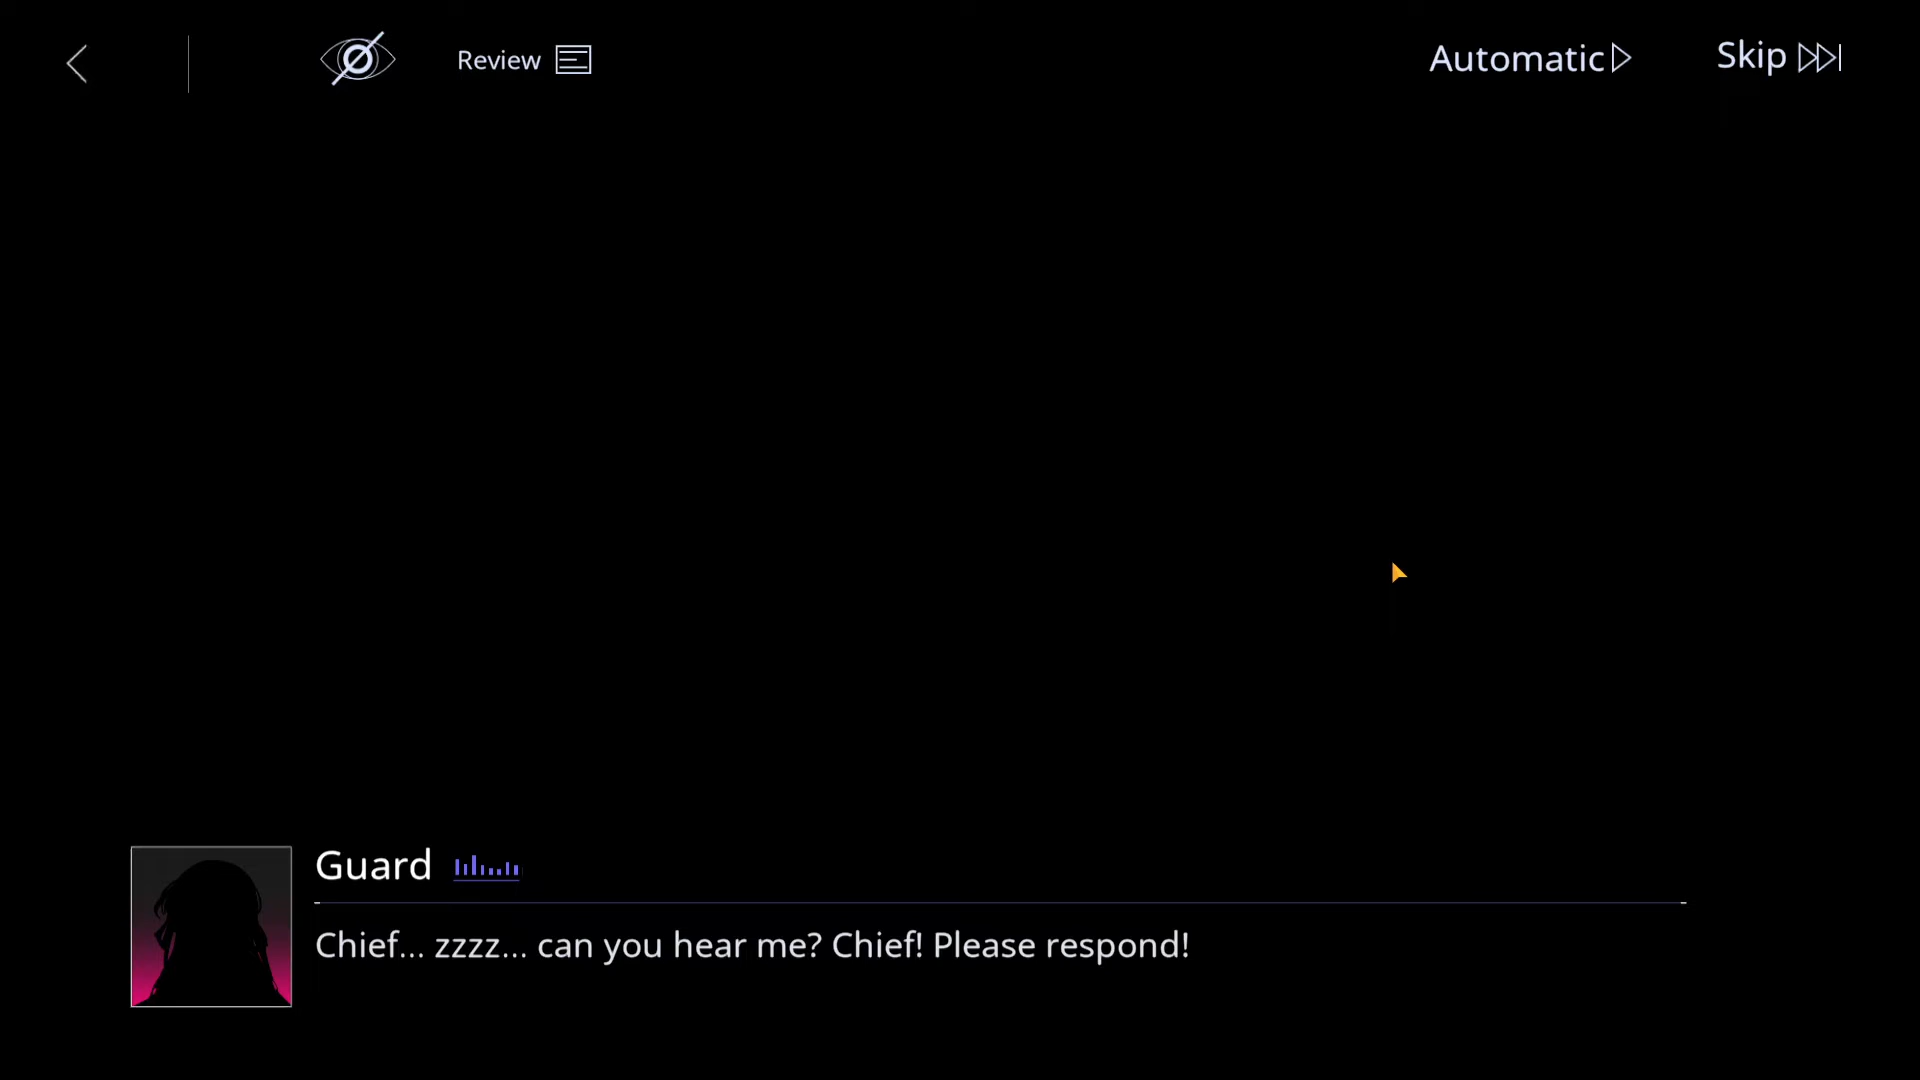 Review
Automatic
Skip
Guard
Chief... zzzz... can you hear me? Chief! Please respond!